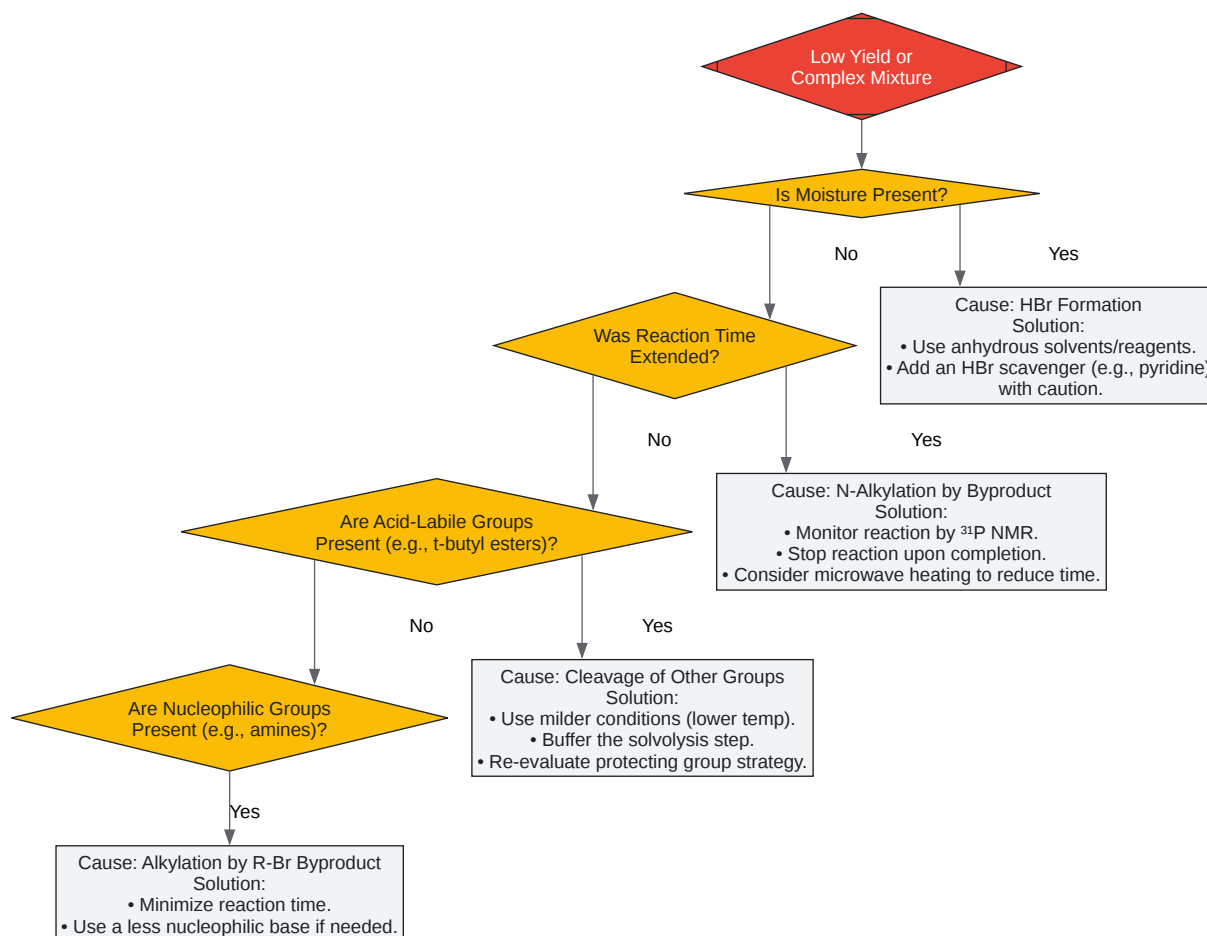 Low Yield or
Complex Mixture
Is Moisture Present?
No
Yes
Cause: HBr Formation
Solution:
• Use anhydrous solvents/reagents.
• Add an HBr scavenger (e.g., pyridine)
with caution.
Was Reaction Time
Extended?
No
Yes
Cause: N-Alkylation by Byproduct
Solution:
• Monitor reaction by ³¹P NMR.
• Stop reaction upon completion.
• Consider microwave heating to reduce time.
Are Acid-Labile Groups
Present (e.g., t-butyl esters)?
No
Yes
Cause: Cleavage of Other Groups
Solution:
• Use milder conditions (lower temp).
• Buffer the solvolysis step.
• Re-evaluate protecting group strategy.
Are Nucleophilic Groups
Present (e.g., amines)?
Yes
Cause: Alkylation by R-Br Byproduct
Solution:
• Minimize reaction time.
• Use a less nucleophilic base if needed.